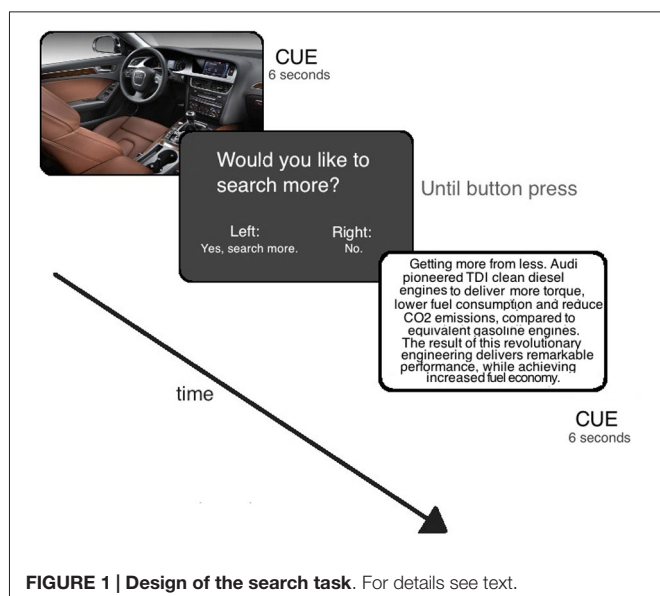 CUE
6 seconds
Would you like to
search more?
Until button press
Left:
Right:
Yes, search more.
No.
Getting more from less. Audi
pioneered TDI clean diesel
engines to deliver more torque,
lower fuel consumption and reduce
CO2 emissions, compared to
equivalent gasoline engines.
The result of this revolutionary
engineering delivers remarkable
performance, while achieving
increased fuel economy.
time
CUE
6 seconds
FIGURE 1 | Design of the search task. For details see text.